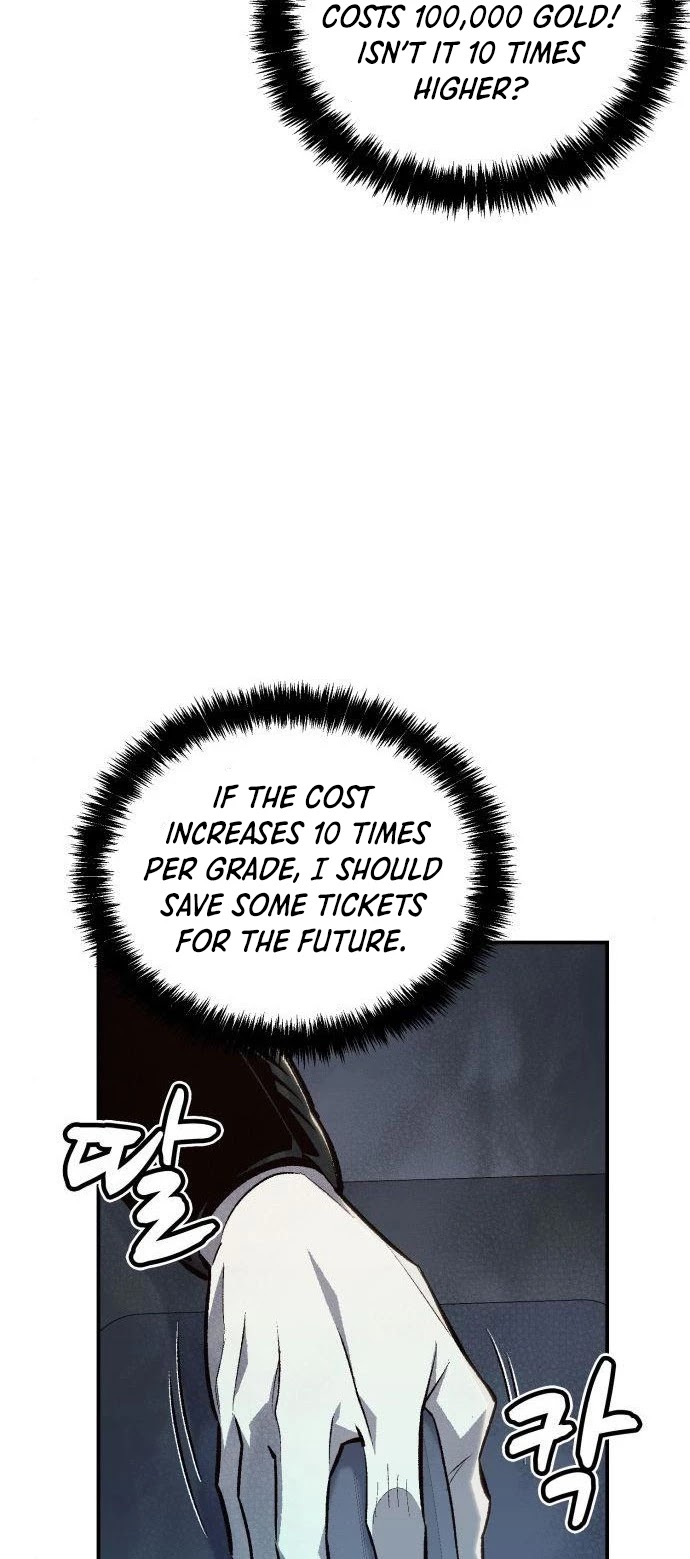 COSTS 100,000 GOLD!
ISN'T IT 10 TIMES
HIGHER?
IF THE COST
INCREASES 10 TIMES
PER GRADE, I SHOULD
SAVE SOME TICKETS
FOR THE FUTURE.
딸
칵